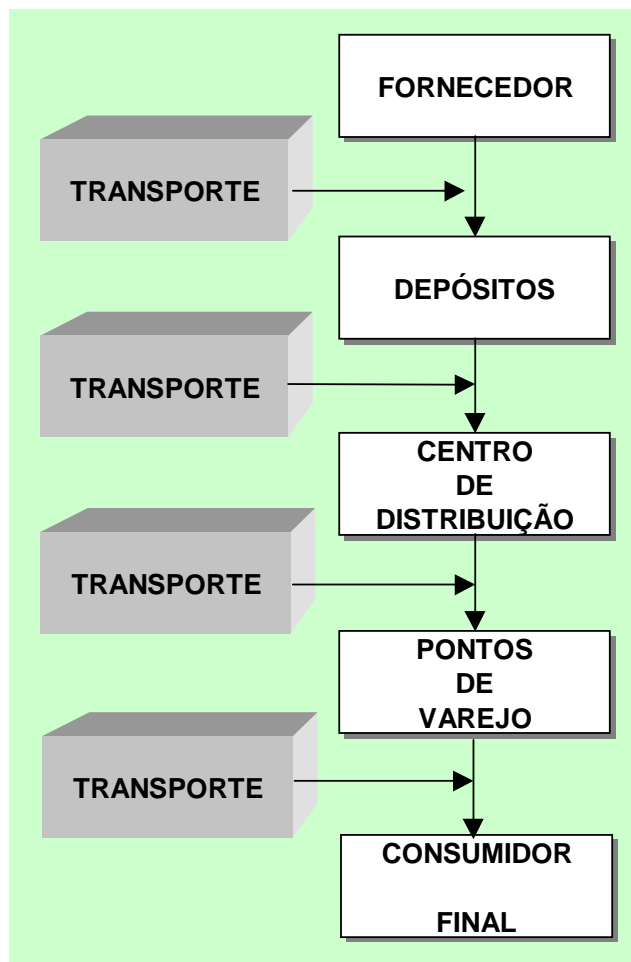 FORNECEDOR
TRANSPORTE
DEPÓSITOS
TRANSPORTE
CENTRO
DE
DISTRIBUIÇÃO
TRANSPORTE
PONTOS
DE
VAREJO
TRANSPORTE
CONSUMIDOR
FINAL